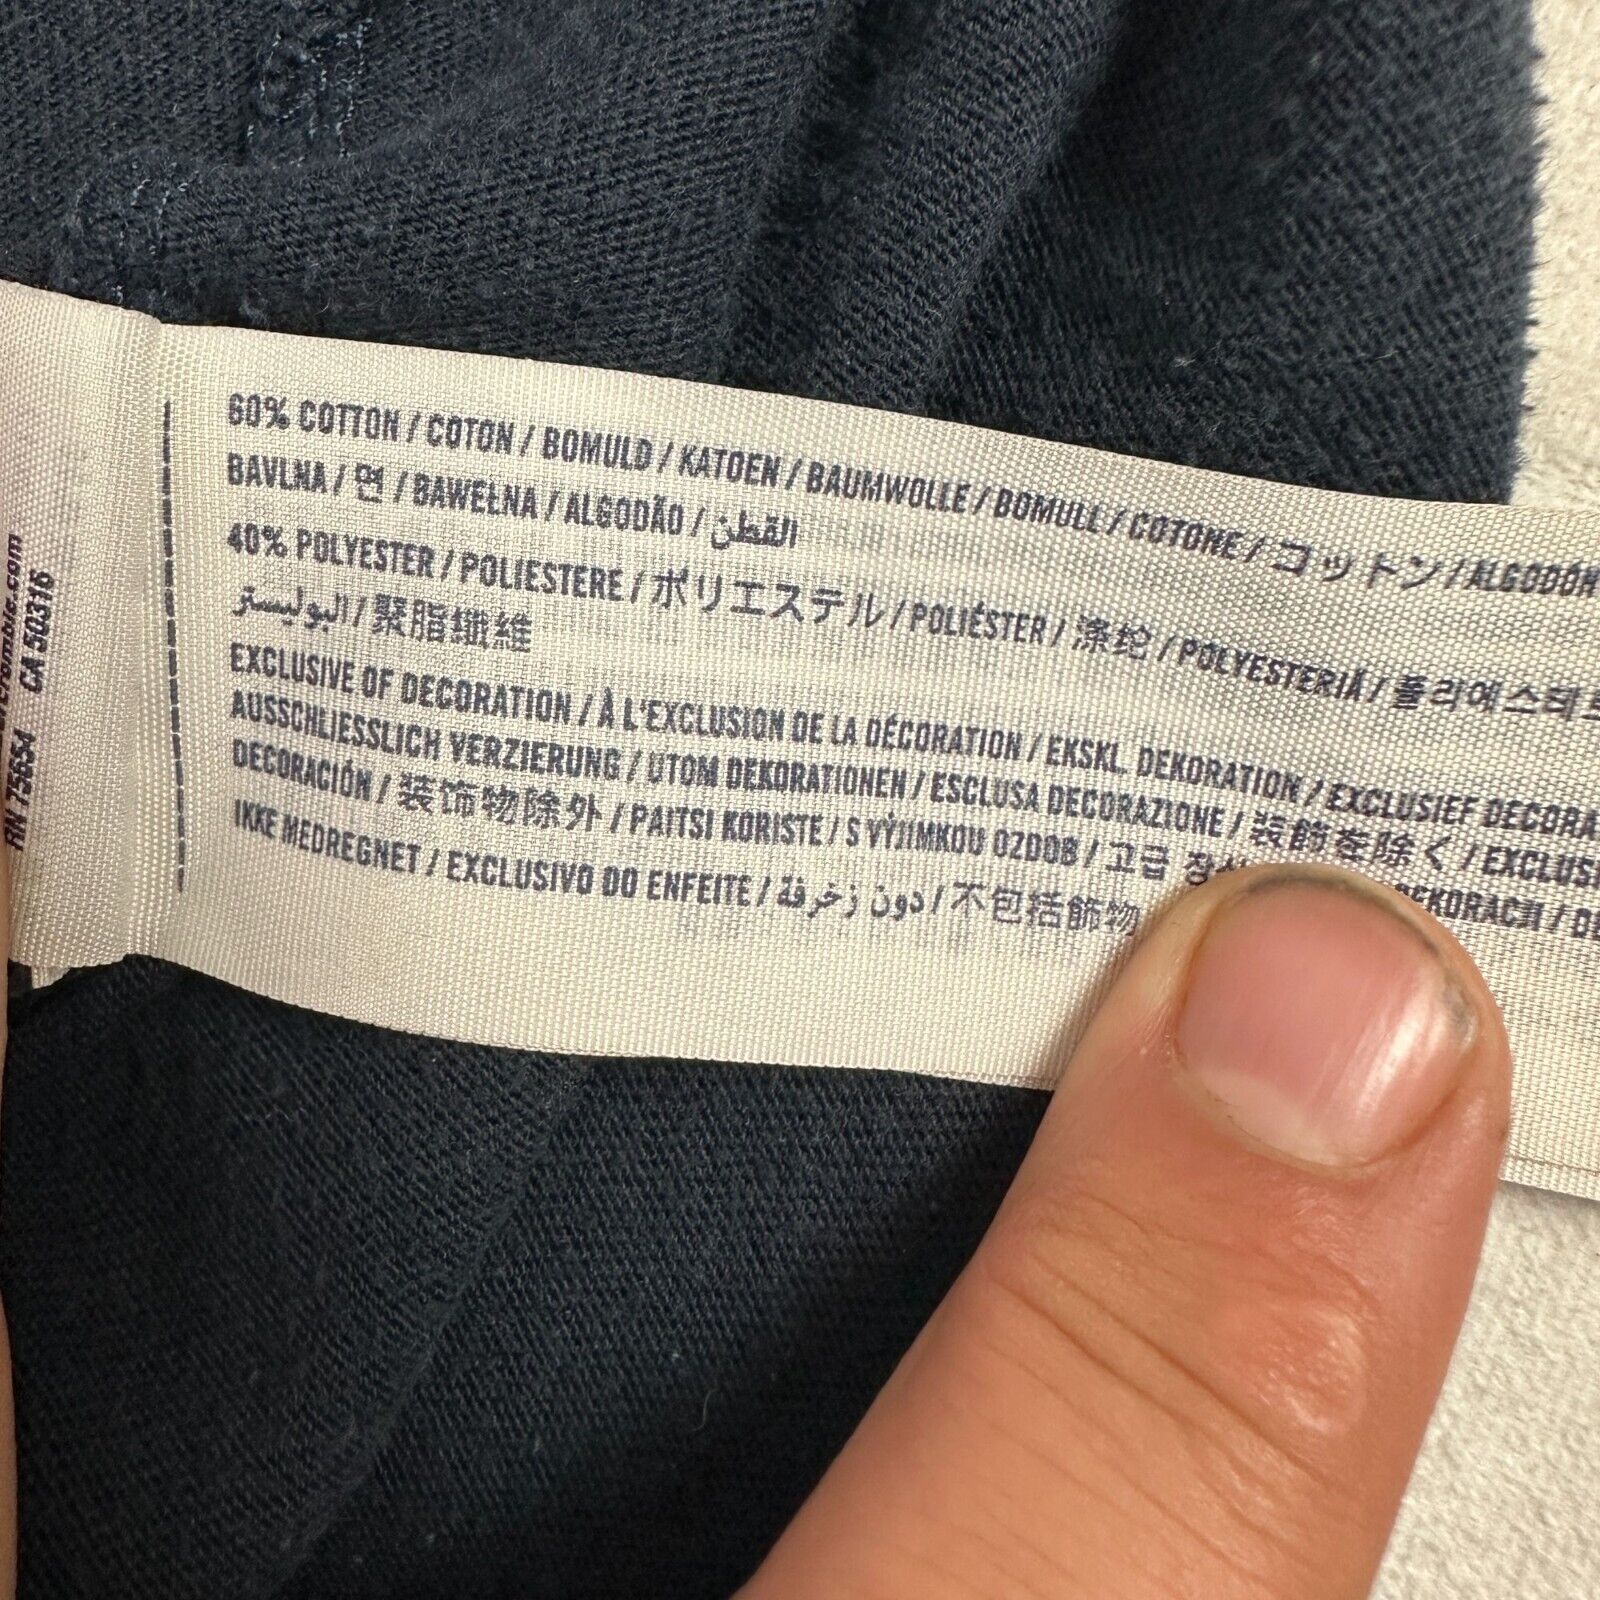 60% COTTON / COTON / BOMULD / KATOEN / BAUMWOLLE / BOMULL / COTONE / コットン / ALGODÓN
BAVLNA / 면 / BAWEŁNA / ALGODÃO / القطن
40% POLYESTER / POLIESTERE / ポリエステル / POLIÉSTER / 涤纶 / POLYESTERIÄ / 폴리에스테르
البوليستر / 聚脂纖維
EXCLUSIVE OF DECORATION / À L'EXCLUSION DE LA DÉCORATION / EKSKL. DEKORATION / EXCLUSIEF
AUSSCHLIESSLICH VERZIERUNG / UTOM DEKORATIONEN / ESCLUSA DECORAZIONE / 装飾を除く /
DECORACIÓN / 装饰物除外 / PAITSI KORISTE / S VÝJIMKOU OZDOB / 고급
IKKE MEDREGNET / EXCLUSIVO DO ENFEITE / دون زخرفة / 不包括飾物
RN 75654 CA 50316